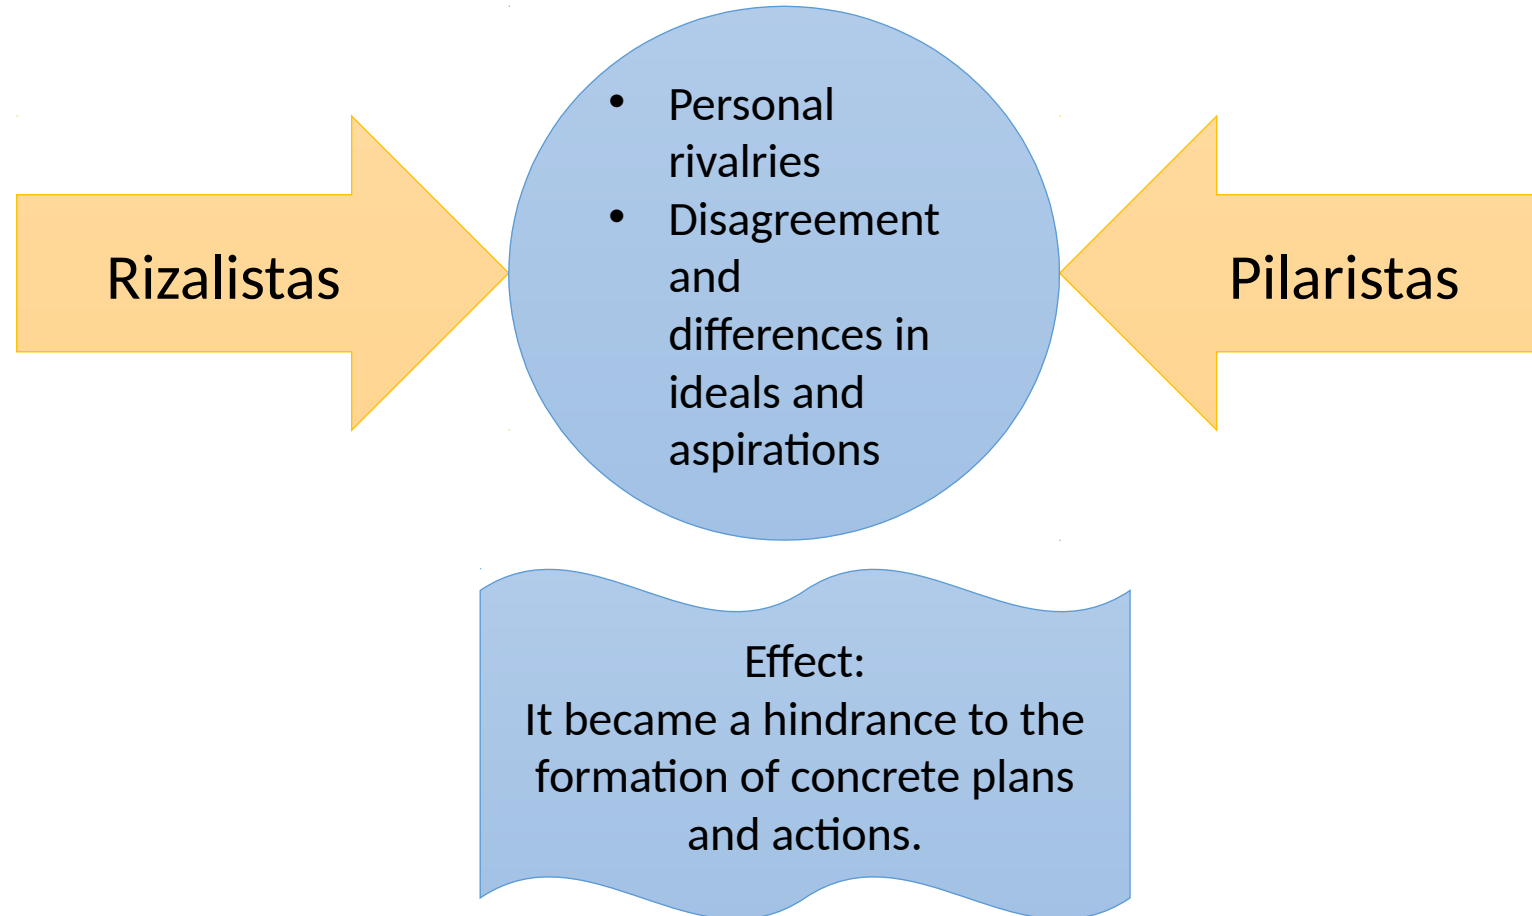 Rizalistas
• Personal
rivalries
• Disagreement
and
differences in
ideals and
aspirations
Pilaristas
Effect:
It became a hindrance to the
formation of concrete plans
and actions.